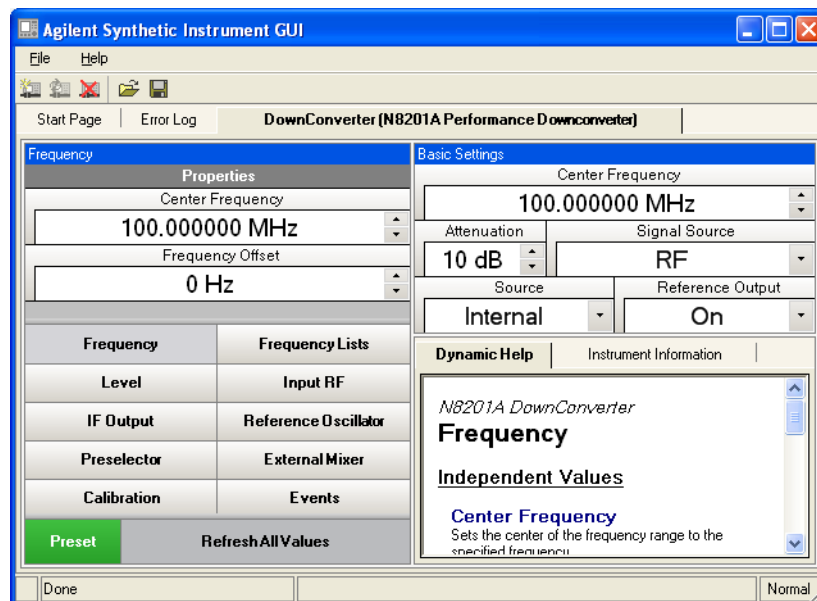 Agilent Synthetic Instrument GUI
File Help
Start Page Error Log DownConverter (N8201A Performance Downconverter)
Frequency
Properties
Center Frequency
100.000000 MHz
Frequency Offset
0 Hz
Frequency Frequency Lists
Level Input RF
IF Output Reference Oscillator
Preselector External Mixer
Calibration Events
Preset Refresh All Values
Basic Settings
Center Frequency
100.000000 MHz
Attenuation Signal Source
10 dB RF
Source Reference Output
Internal On
Dynamic Help Instrument Information
N8201A DownConverter
Frequency
Independent Values
Center Frequency
Sets the center of the frequency range to the
specified frequency
Done Normal